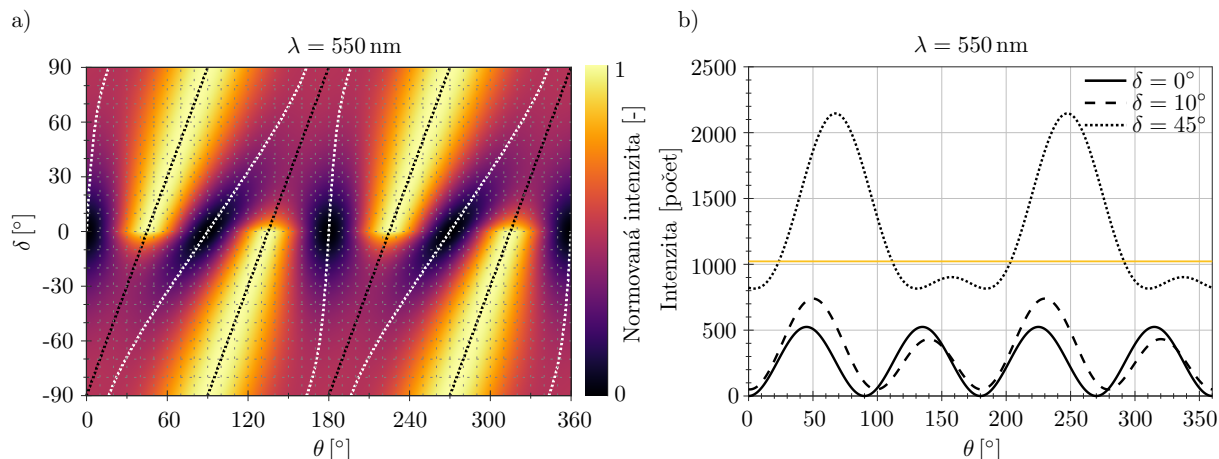 a)
λ = 550 nm
90
60
30
0
-30
-60
-90
δ [°]
0
60
120
180
240
300
360
θ [°]
1
0
Normovaná intenzita [-]
b)
λ = 550 nm
2500
2000
1500
1000
500
0
Intenzita [počet]
0
50
100
150
200
250
300
350
θ [°]
δ = 0°
δ = 10°
δ = 45°